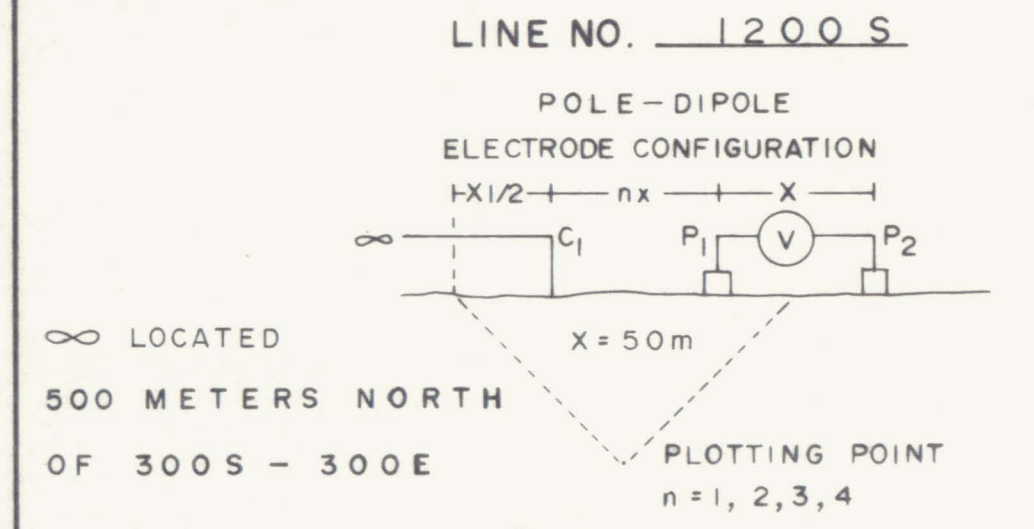 LINE NO. 1200 S
POLE-DIPOLE
ELECTRODE CONFIGURATION
X1/2 nx X
∞ C1 P1 V P2
∞ LOCATED
X = 50m
500 METERS NORTH
OF 300S - 300E
PLOTTING POINT
n = 1, 2, 3, 4